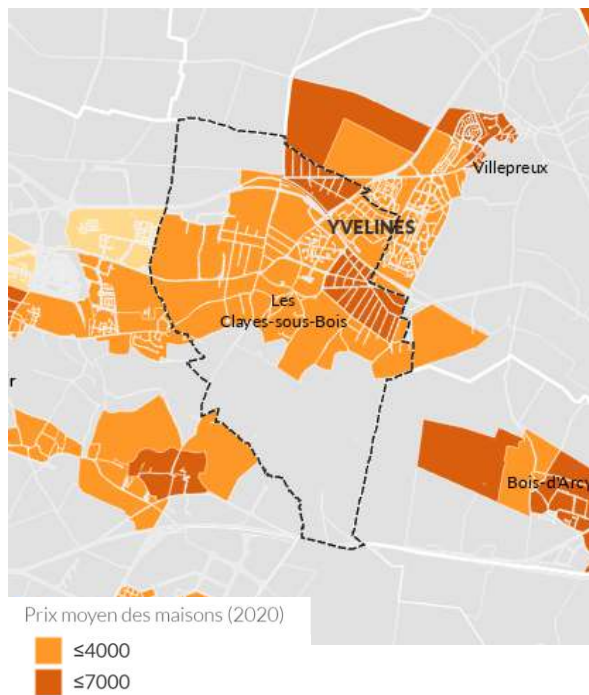 Villepreux
YVELINES
Les
Clayes-sous-Bois
r
Bois-d'Arcy
Prix moyen des maisons (2020)
≤4000
≤7000